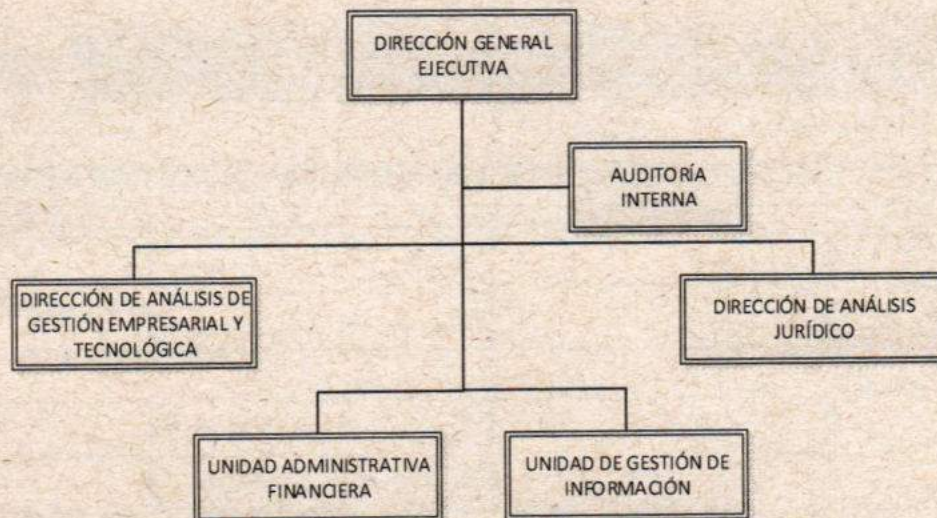 DIRECCIÓN GENERAL
EJECUTIVA
AUDITORÍA
INTERNA
DIRECCIÓN DE ANÁLISIS DE
GESTIÓN EMPRESARIAL Y
TECNOLÓGICA
DIRECCIÓN DE ANÁLISIS
JURÍDICO
UNIDAD ADMINISTRATIVA
FINANCIERA
UNIDAD DE GESTIÓN DE
INFORMACIÓN